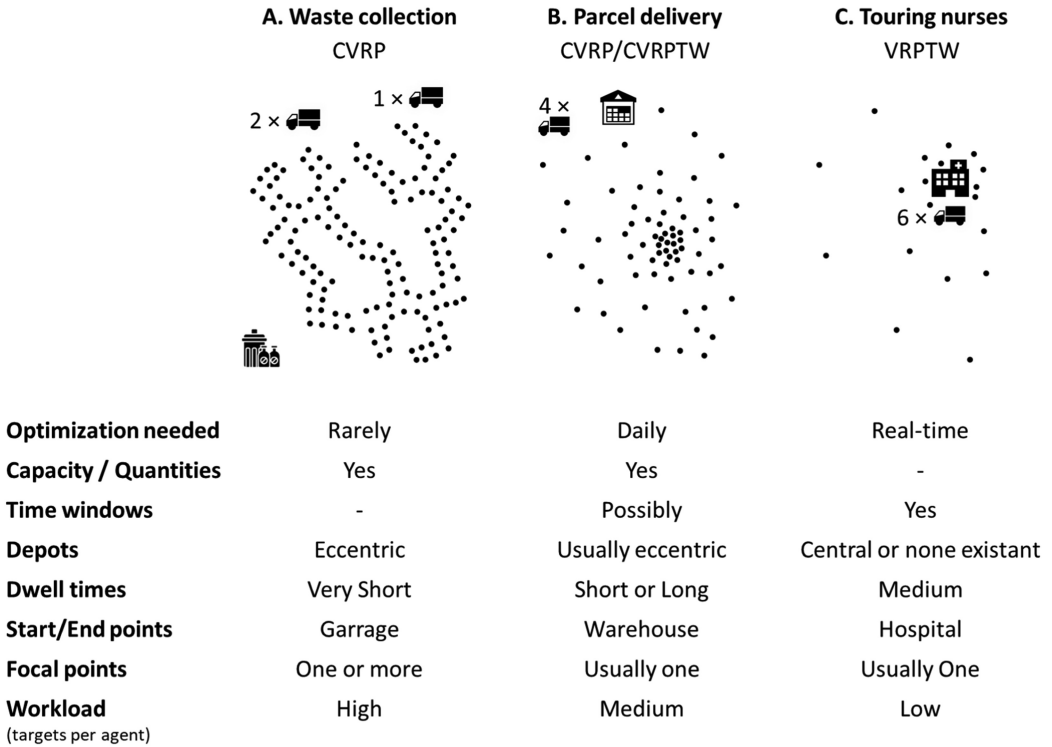 A. Waste collection B. Parcel delivery C. Touring nurses
CVRP CVRP/CVRPTW VRPTW
1 ×
2 ×
4 ×
6 ×
Optimization needed Rarely Daily Real-time
Capacity / Quantities Yes Yes -
Time windows - Possibly Yes
Depots Eccentric Usually eccentric Central or none existant
Dwell times Very Short Short or Long Medium
Start/End points Garrage Warehouse Hospital
Focal points One or more Usually one Usually One
Workload High Medium Low
(targets per agent)